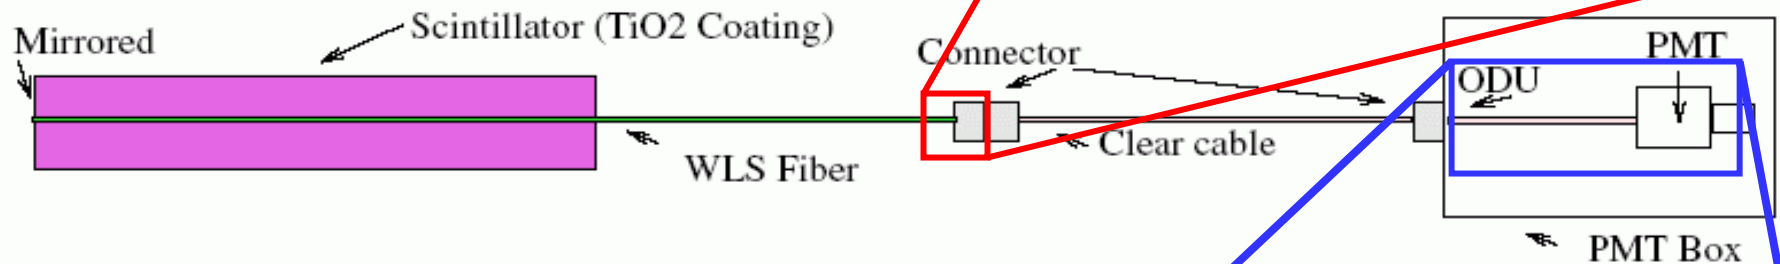 Mirrored
Scintillator (TiO2 Coating)
WLS Fiber
Connector
Clear cable
ODU
PMT
PMT Box